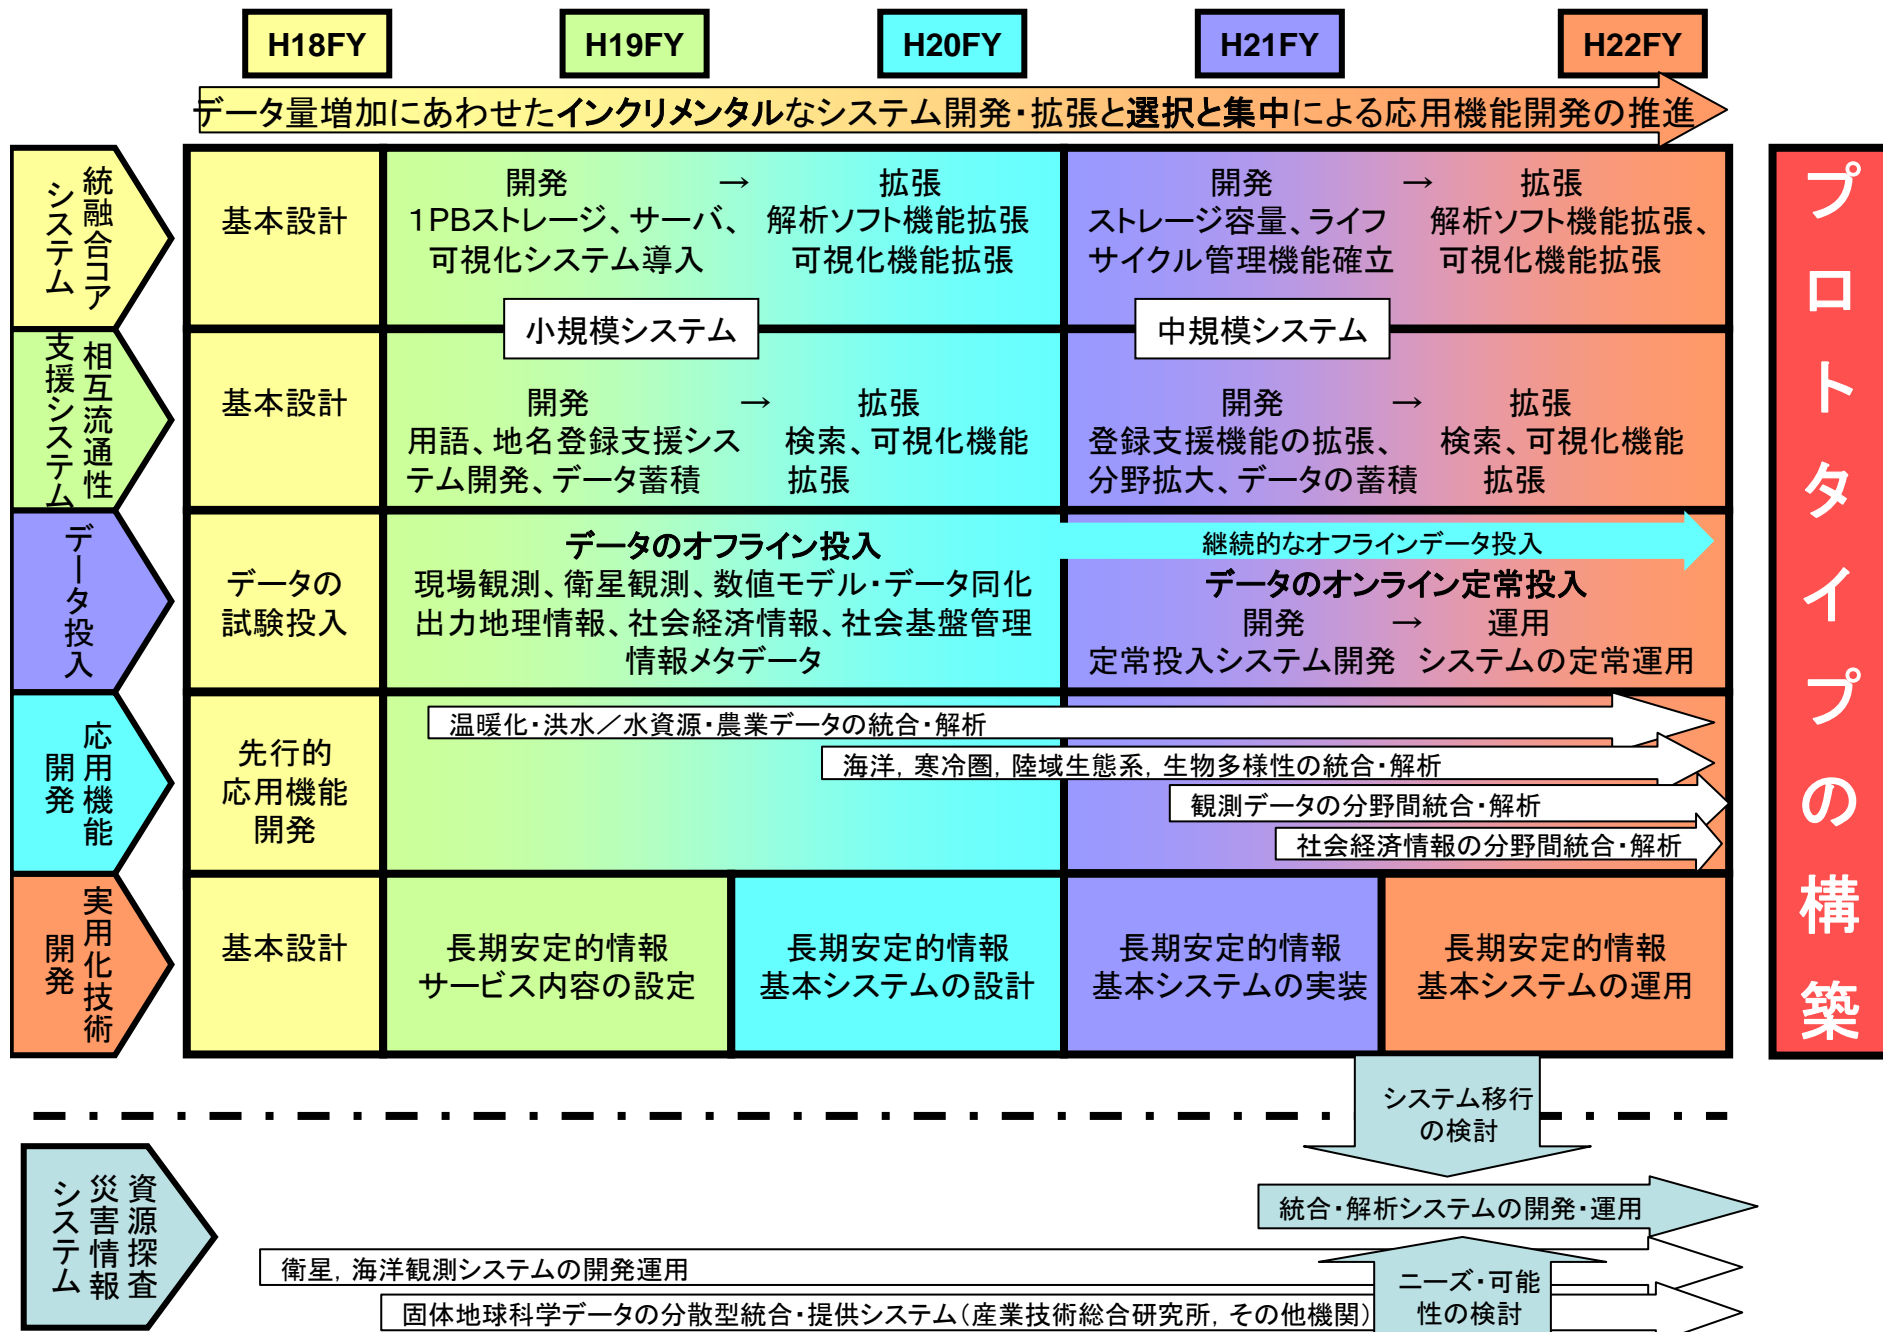 H18FY
H19FY
H20FY
H21FY
H22FY
データ量増加にあわせたインクリメンタルなシステム開発・拡張と選択と集中による応用機能開発の推進
統融合コア
システム
基本設計
開発 → 拡張
1PBストレージ、サーバ、 解析ソフト機能拡張
可視化システム導入 可視化機能拡張
開発 → 拡張
ストレージ容量、ライフ 解析ソフト機能拡張、
サイクル管理機能確立 可視化機能拡張
小規模システム
中規模システム
相互流通性
支援システム
基本設計
開発 → 拡張
用語、地名登録支援シス 検索、可視化機能
テム開発、データ蓄積 拡張
開発 → 拡張
登録支援機能の拡張、 検索、可視化機能
分野拡大、データの蓄積 拡張
データ投入
データの
試験投入
データのオフライン投入
現場観測、衛星観測、数値モデル・データ同化
出力地理情報、社会経済情報、社会基盤管理
情報メタデータ
継続的なオフラインデータ投入
データのオンライン定常投入
開発 → 運用
定常投入システム開発 システムの定常運用
応用機能
開発
先行的
応用機能
開発
温暖化・洪水／水資源・農業データの統合・解析
海洋, 寒冷圏, 陸域生態系, 生物多様性の統合・解析
観測データの分野間統合・解析
社会経済情報の分野間統合・解析
実用化技術
開発
基本設計
長期安定的情報
サービス内容の設定
長期安定的情報
基本システムの設計
長期安定的情報
基本システムの実装
長期安定的情報
基本システムの運用
プロトタイプの構築
システム移行
の検討
資源探査
災害情報
システム
統合・解析システムの開発・運用
衛星, 海洋観測システムの開発運用
固体地球科学データの分散型統合・提供システム（産業技術総合研究所, その他機関）
ニーズ・可能
性の検討